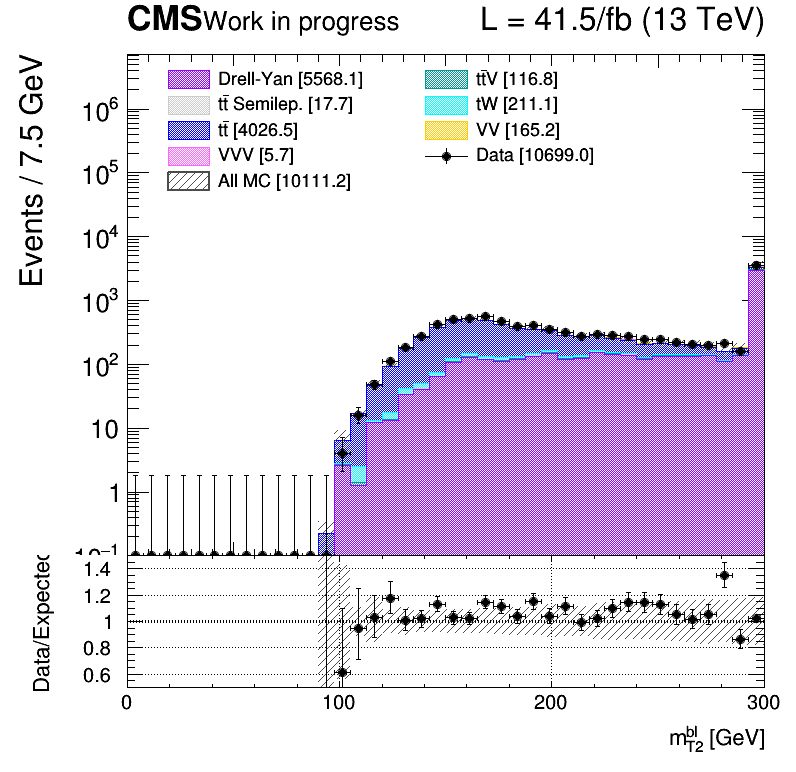 CMS Work in progress L = 41.5/fb (13 TeV)
Events / 7.5 GeV
Drell-Yan [5568.1]
tt̄ Semilep. [17.7]
tt̄ [4026.5]
VVV [5.7]
All MC [10111.2]
tt̄V [116.8]
tW [211.1]
VV [165.2]
Data [10699.0]
10⁶
10⁵
10⁴
10³
10²
10
1
10⁻¹
Data/Expected
1.4
1.2
1
0.8
0.6
0 100 200 300
m_{T2}^{bl} [GeV]